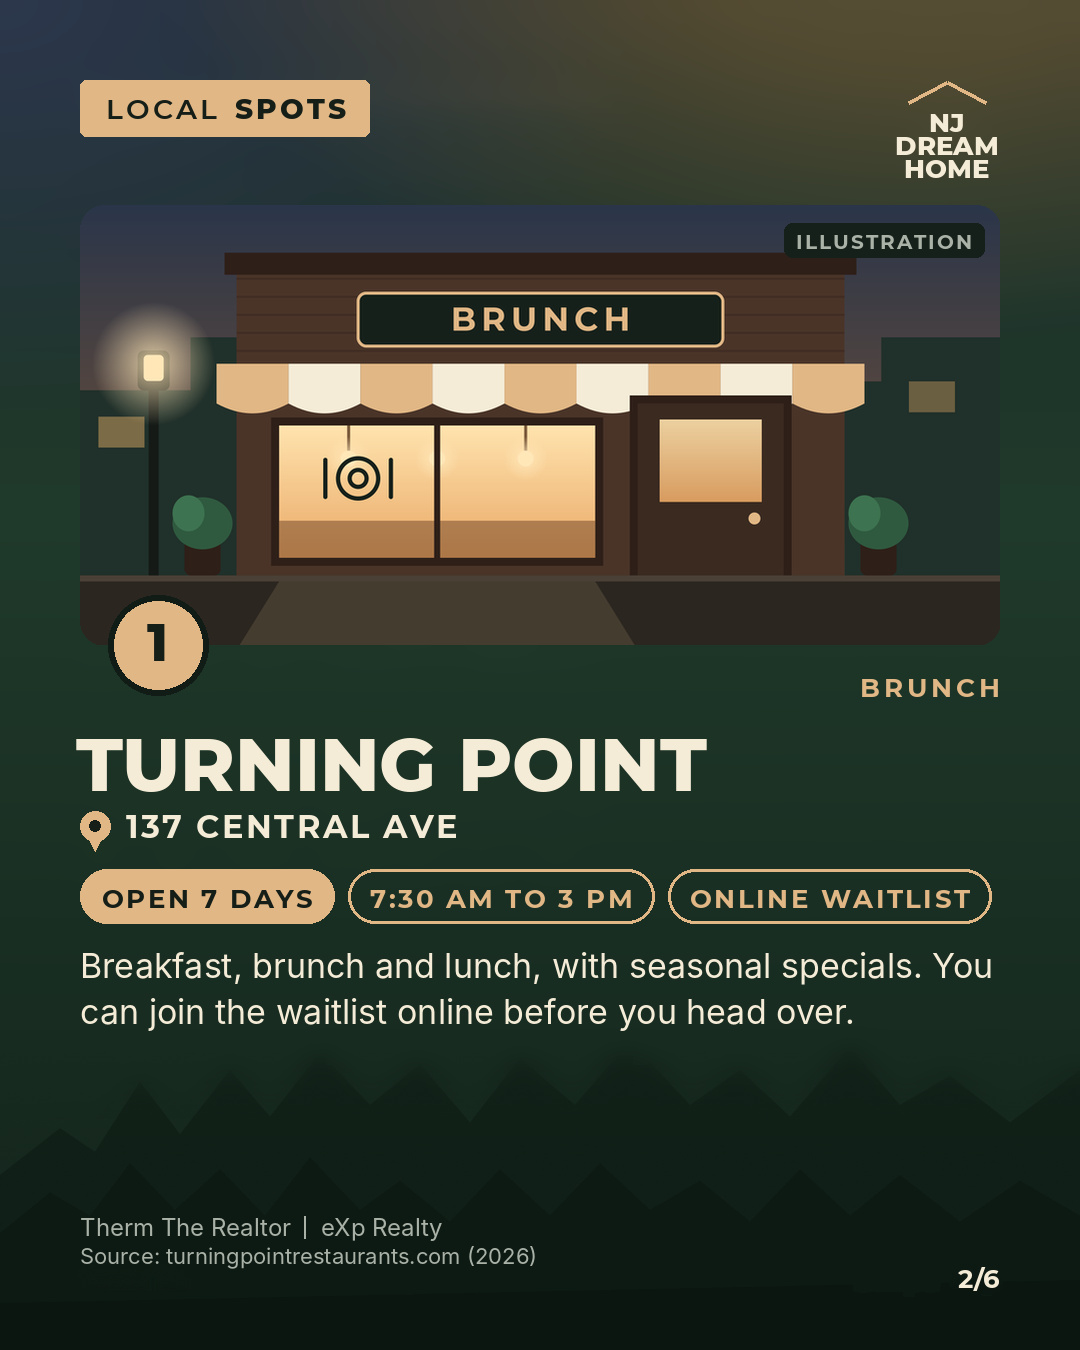 LOCAL SPOTS
NJ
DREAM
HOME
ILLUSTRATION
BRUNCH
1
BRUNCH
TURNING POINT
137 CENTRAL AVE
OPEN 7 DAYS
7:30 AM TO 3 PM
ONLINE WAITLIST
Breakfast, brunch and lunch, with seasonal specials. You
can join the waitlist online before you head over.
Therm The Realtor | eXp Realty
Source: turningpointrestaurants.com (2026)
2/6